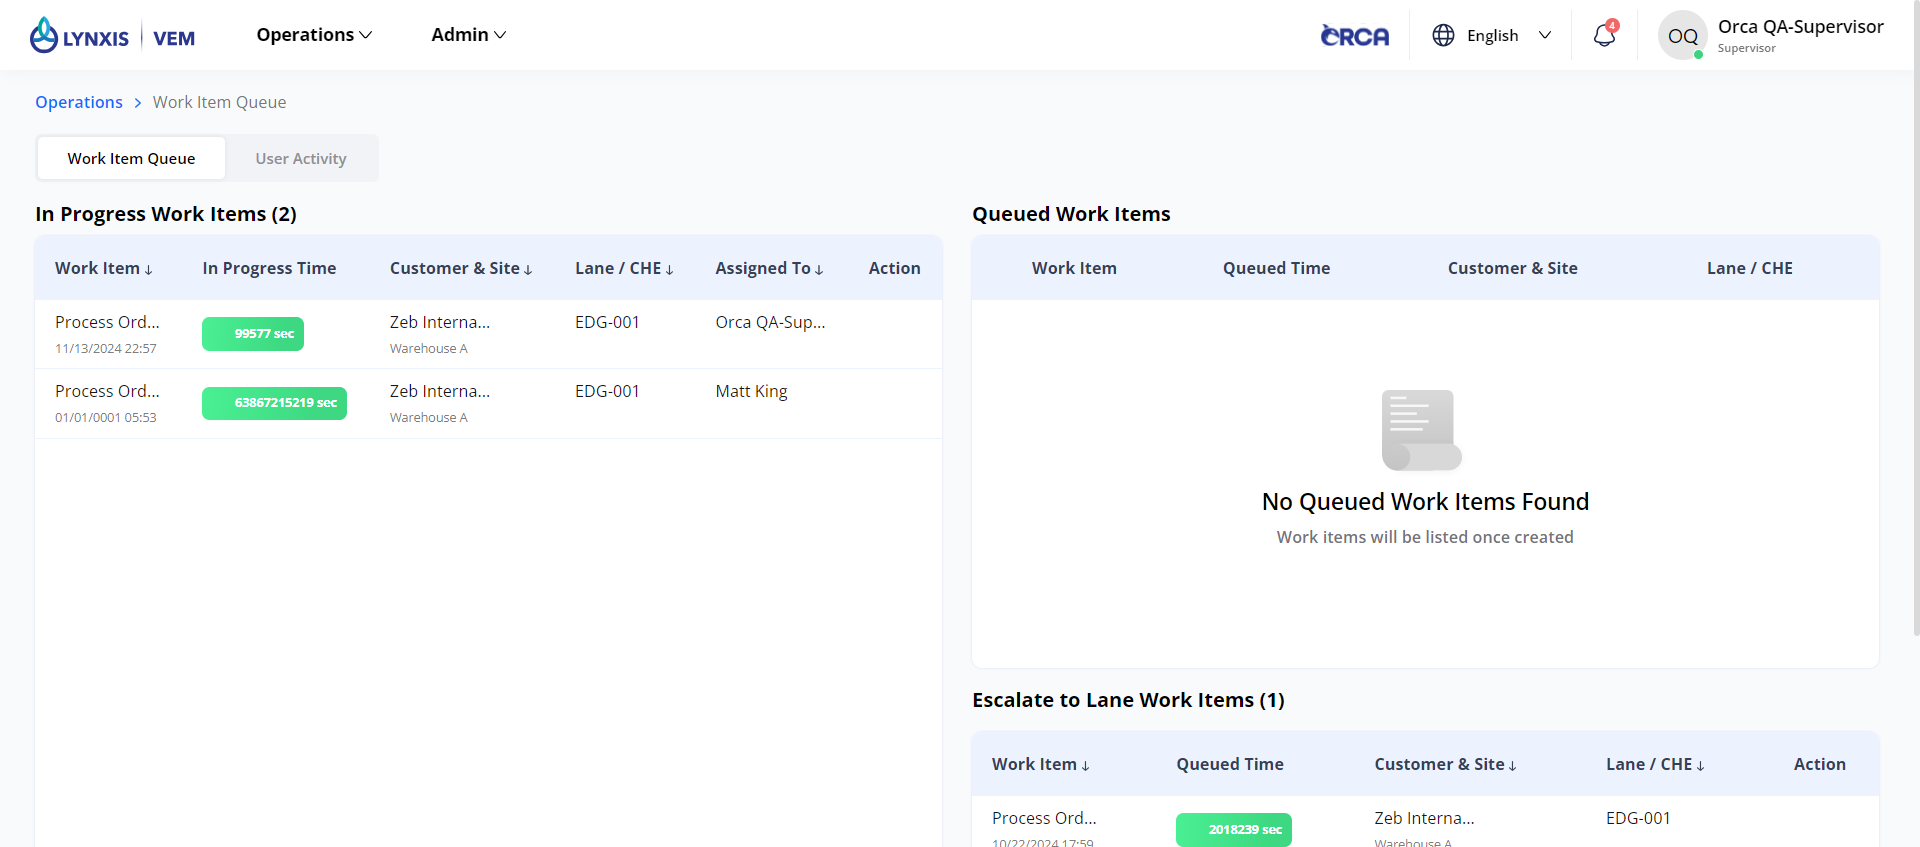 LYNXIS | VEM
Operations
Admin
ORCA
English
4
OQ
Orca QA-Supervisor
Supervisor
Operations > Work Item Queue
Work Item Queue
User Activity
In Progress Work Items (2)
Work Item ↓ In Progress Time Customer & Site ↓ Lane / CHE ↓ Assigned To ↓ Action
Process Ord... 99577 sec Zeb Interna... EDG-001 Orca QA-Sup...
11/13/2024 22:57 Warehouse A
Process Ord... 63867215219 sec Zeb Interna... EDG-001 Matt King
01/01/0001 05:53 Warehouse A
Queued Work Items
Work Item Queued Time Customer & Site Lane / CHE
No Queued Work Items Found
Work items will be listed once created
Escalate to Lane Work Items (1)
Work Item ↓ Queued Time Customer & Site ↓ Lane / CHE ↓ Action
Process Ord... 2018239 sec Zeb Interna... EDG-001
10/22/2024 17:59 Warehouse A